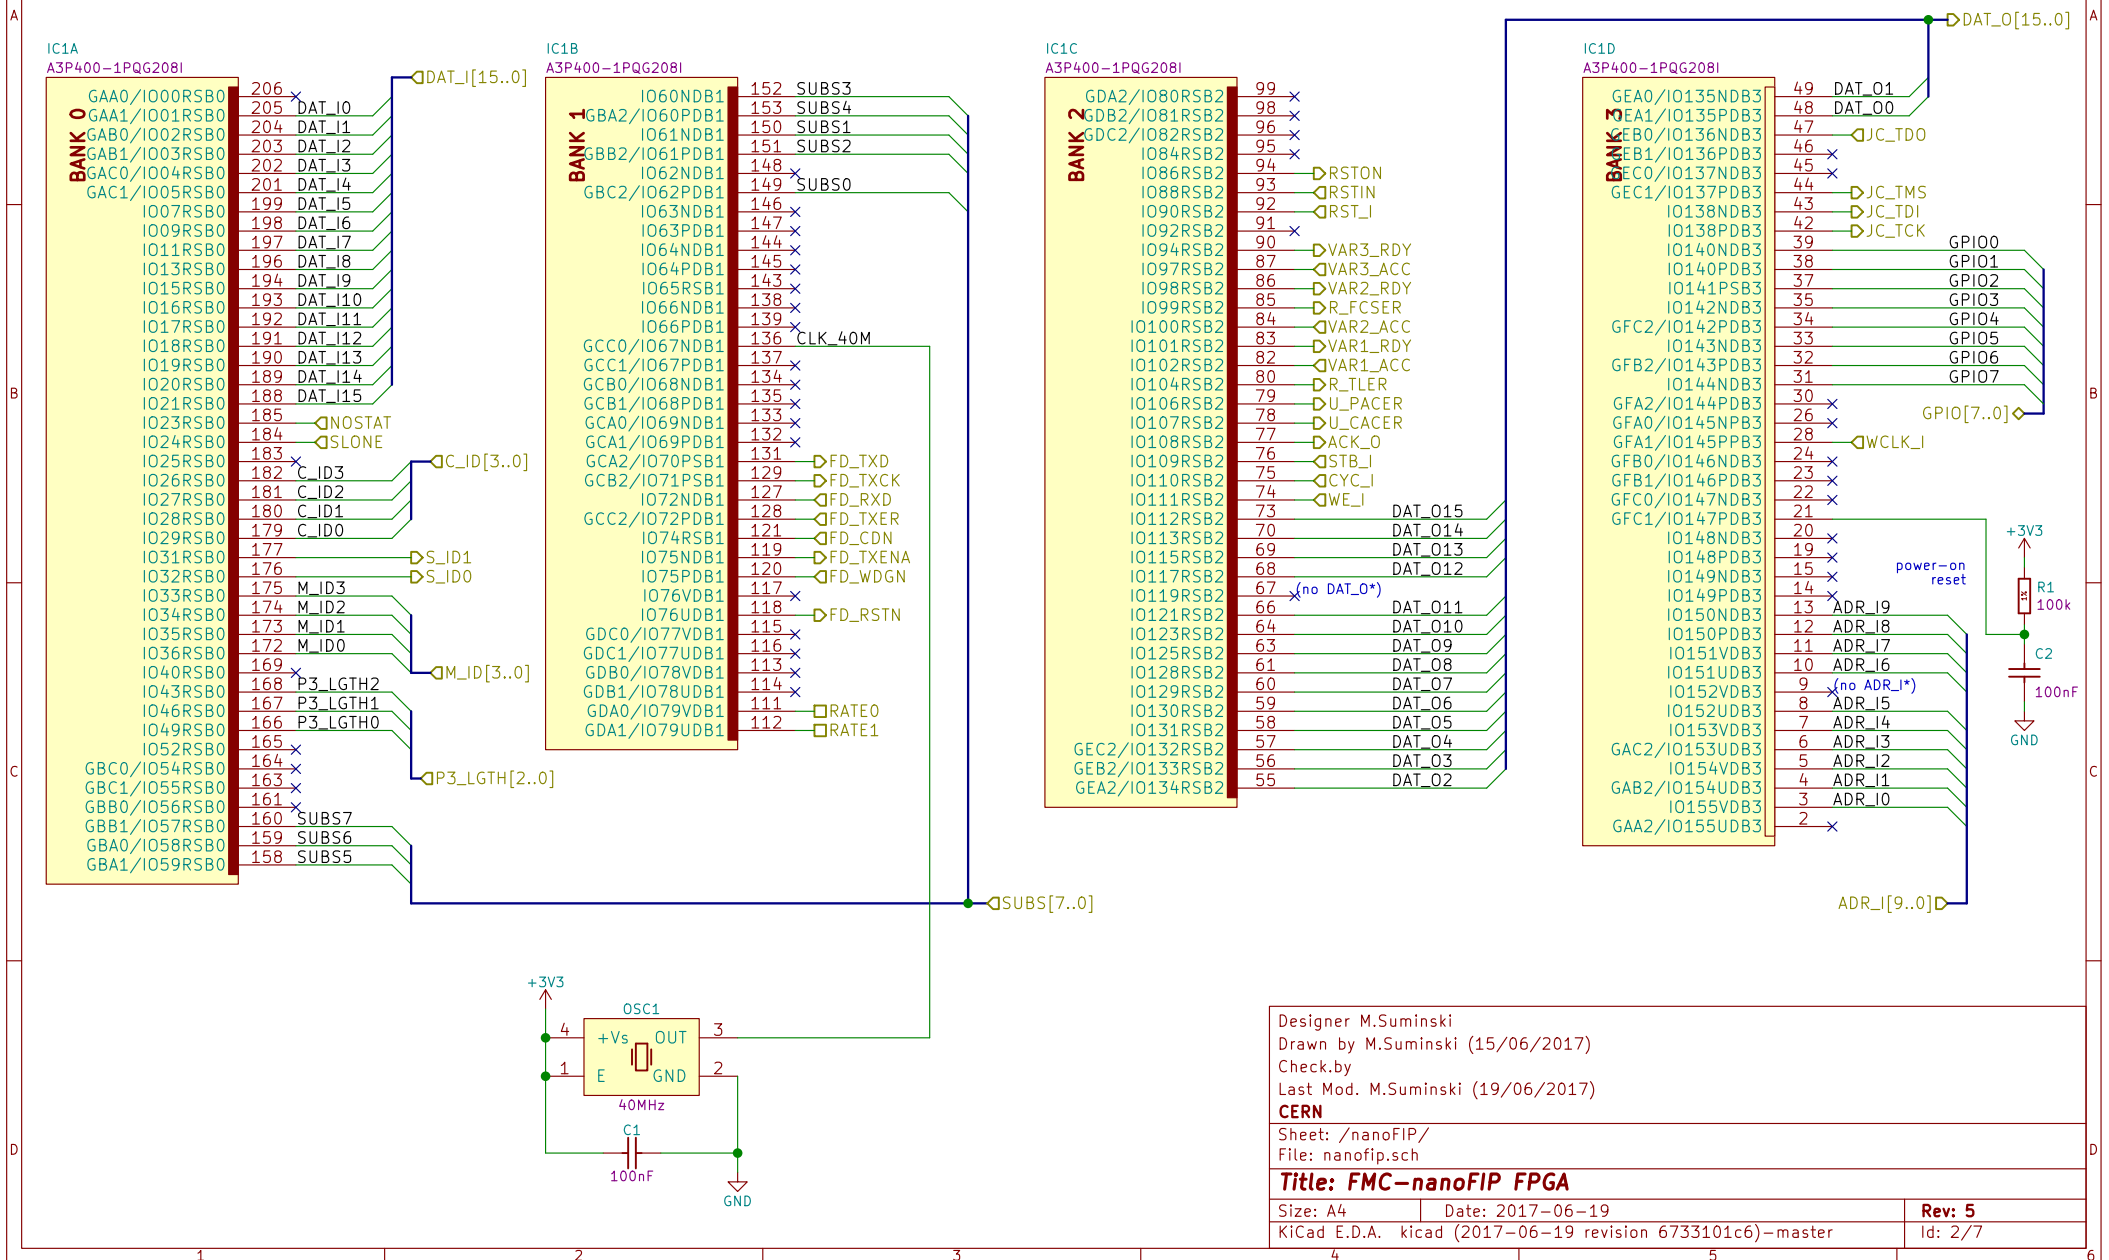 A
A
DAT_O[15..0]
IC1A
A3P400-1PQG208I
BANK 0
DAT_I[15..0]
GAA0/IO00RSB0 206
GAA1/IO01RSB0 205 DAT_I0
GAB0/IO02RSB0 204 DAT_I1
GAB1/IO03RSB0 203 DAT_I2
GAC0/IO04RSB0 202 DAT_I3
GAC1/IO05RSB0 201 DAT_I4
IO07RSB0 199 DAT_I5
IO09RSB0 198 DAT_I6
IO11RSB0 197 DAT_I7
IO13RSB0 196 DAT_I8
IO15RSB0 194 DAT_I9
IO16RSB0 193 DAT_I10
IO17RSB0 192 DAT_I11
IO18RSB0 191 DAT_I12
IO19RSB0 190 DAT_I13
IO20RSB0 189 DAT_I14
IO21RSB0 188 DAT_I15
IO23RSB0 185 NOSTAT
IO24RSB0 184 SLONE
IO25RSB0 183
C_ID[3..0]
IO26RSB0 182 C_ID3
IO27RSB0 181 C_ID2
IO28RSB0 180 C_ID1
IO29RSB0 179 C_ID0
IO31RSB0 177 S_ID1
IO32RSB0 176 S_ID0
IO33RSB0 175 M_ID3
IO34RSB0 174 M_ID2
IO35RSB0 173 M_ID1
IO36RSB0 172 M_ID0
IO40RSB0 169 M_ID[3..0]
IO43RSB0 168 P3_LGTH2
IO46RSB0 167 P3_LGTH1
IO49RSB0 166 P3_LGTH0
IO52RSB0 165
GBC0/IO54RSB0 164
P3_LGTH[2..0]
GBC1/IO55RSB0 163
GBB0/IO56RSB0 161
GBB1/IO57RSB0 160 SUBS7
GBA0/IO58RSB0 159 SUBS6
GBA1/IO59RSB0 158 SUBS5
IC1B
A3P400-1PQG208I
BANK 1
IO60NDB1 152 SUBS3
GBA2/IO60PDB1 153 SUBS4
IO61NDB1 150 SUBS1
GBB2/IO61PDB1 151 SUBS2
IO62NDB1 148
GBC2/IO62PDB1 149 SUBS0
IO63NDB1 146
IO63PDB1 147
IO64NDB1 144
IO64PDB1 145
IO65RSB1 143
IO66NDB1 138
IO66PDB1 139
GCC0/IO67NDB1 136 CLK_40M
GCC1/IO67PDB1 137
GCB0/IO68NDB1 134
GCB1/IO68PDB1 135
GCA0/IO69NDB1 133
GCA1/IO69PDB1 132
GCA2/IO70PSB1 131 FD_TXD
GCB2/IO71PSB1 129 FD_TXCK
IO72NDB1 127 FD_RXD
GCC2/IO72PDB1 128 FD_TXER
IO74RSB1 121 FD_CDN
IO75NDB1 119 FD_TXENA
IO75PDB1 120 FD_WDGN
IO76VDB1 117
IO76UDB1 118 FD_RSTN
GDC0/IO77VDB1 115
GDC1/IO77UDB1 116
GDB0/IO78VDB1 113
GDB1/IO78UDB1 114
GDA0/IO79VDB1 111 RATE0
GDA1/IO79UDB1 112 RATE1
SUBS[7..0]
IC1C
A3P400-1PQG208I
BANK 2
GDA2/IO80RSB2 99
GDB2/IO81RSB2 98
GDC2/IO82RSB2 96
IO84RSB2 95
IO86RSB2 94 RSTON
IO88RSB2 93 RSTIN
IO90RSB2 92 RST_I
IO92RSB2 91
IO94RSB2 90 VAR3_RDY
IO97RSB2 87 VAR3_ACC
IO98RSB2 86 VAR2_RDY
IO99RSB2 85 R_FCSER
IO100RSB2 84 VAR2_ACC
IO101RSB2 83 VAR1_RDY
IO102RSB2 82 VAR1_ACC
IO104RSB2 80 R_TLER
IO106RSB2 79 U_PACER
IO107RSB2 78 U_CACER
IO108RSB2 77 ACK_O
IO109RSB2 76 STB_I
IO110RSB2 75 CYC_I
IO111RSB2 74 WE_I
IO112RSB2 73 DAT_O15
IO113RSB2 70 DAT_O14
IO115RSB2 69 DAT_O13
IO117RSB2 68 DAT_O12
IO119RSB2 67 (no DAT_O*)
IO121RSB2 66 DAT_O11
IO123RSB2 64 DAT_O10
IO125RSB2 63 DAT_O9
IO128RSB2 61 DAT_O8
IO129RSB2 60 DAT_O7
IO130RSB2 59 DAT_O6
IO131RSB2 58 DAT_O5
GEC2/IO132RSB2 57 DAT_O4
GEB2/IO133RSB2 56 DAT_O3
GEA2/IO134RSB2 55 DAT_O2
IC1D
A3P400-1PQG208I
BANK 3
GEA0/IO135NDB3 49 DAT_O1
GEA1/IO135PDB3 48 DAT_O0
GEB0/IO136NDB3 47 JC_TDO
GEB1/IO136PDB3 46
GEC0/IO137NDB3 45
GEC1/IO137PDB3 44 JC_TMS
IO138NDB3 43 JC_TDI
IO138PDB3 42 JC_TCK
IO140NDB3 39 GPIO0
IO140PDB3 38 GPIO1
IO141PSB3 37 GPIO2
IO142NDB3 35 GPIO3
GFC2/IO142PDB3 34 GPIO4
IO143NDB3 33 GPIO5
GFB2/IO143PDB3 32 GPIO6
IO144NDB3 31 GPIO7
GFA2/IO144PDB3 30
GPIO[7..0]
GFA0/IO145NPB3 26
GFA1/IO145PPB3 28 WCLK_I
GFB0/IO146NDB3 24
GFB1/IO146PDB3 23
GFC0/IO147NDB3 22
GFC1/IO147PDB3 21
IO148NDB3 20
IO148PDB3 19
IO149NDB3 15
IO149PDB3 14
IO150NDB3 13 ADR_I9
IO150PDB3 12 ADR_I8
IO151VDB3 11 ADR_I7
IO151UDB3 10 ADR_I6
IO152VDB3 9 (no ADR_I*)
IO152UDB3 8 ADR_I5
IO153VDB3 7 ADR_I4
GAC2/IO153UDB3 6 ADR_I3
IO154VDB3 5 ADR_I2
GAB2/IO154UDB3 4 ADR_I1
IO155VDB3 3 ADR_I0
GAA2/IO155UDB3 2
ADR_I[9..0]
+3V3
power-on
reset
R1
1%
100k
C2
100nF
GND
B
B
C
C
+3V3
OSC1
4 +Vs OUT 3
1 E GND 2
40MHz
C1
100nF
GND
D
D
Designer M.Suminski
Drawn by M.Suminski (15/06/2017)
Check.by
Last Mod. M.Suminski (19/06/2017)
CERN
Sheet: /nanoFIP/
File: nanofip.sch
Title: FMC-nanoFIP FPGA
Size: A4 Date: 2017-06-19 Rev: 5
KiCad E.D.A. kicad (2017-06-19 revision 6733101c6)-master Id: 2/7
1 2 3 4 5 6